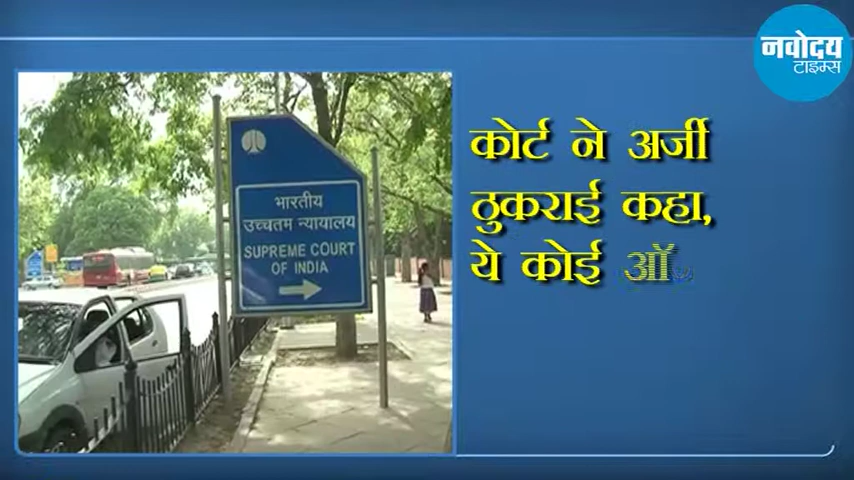 नवोदय
टाइम्स
कोर्ट ने अर्जी
ठुकराई कहा,
ये कोई
भारतीय
उच्चतम न्यायालय
SUPREME COURT
OF INDIA